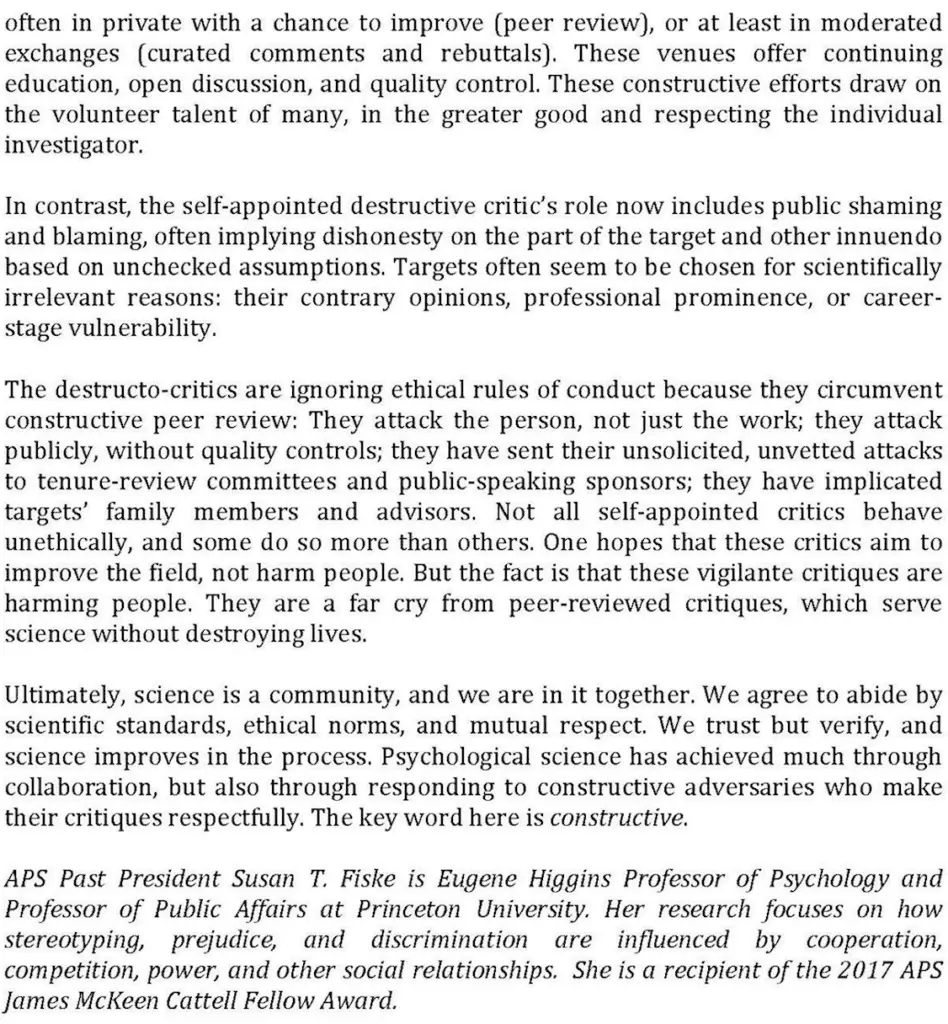 often in private with a chance to improve (peer review), or at least in moderated
exchanges (curated comments and rebuttals). These venues offer continuing
education, open discussion, and quality control. These constructive efforts draw on
the volunteer talent of many, in the greater good and respecting the individual
investigator.
In contrast, the self-appointed destructive critic's role now includes public shaming
and blaming, often implying dishonesty on the part of the target and other innuendo
based on unchecked assumptions. Targets often seem to be chosen for scientifically
irrelevant reasons: their contrary opinions, professional prominence, or career-
stage vulnerability.
The destructo-critics are ignoring ethical rules of conduct because they circumvent
constructive peer review: They attack the person, not just the work; they attack
publicly, without quality controls; they have sent their unsolicited, unvetted attacks
to tenure-review committees and public-speaking sponsors; they have implicated
targets' family members and advisors. Not all self-appointed critics behave
unethically, and some do so more than others. One hopes that these critics aim to
improve the field, not harm people. But the fact is that these vigilante critiques are
harming people. They are a far cry from peer-reviewed critiques, which serve
science without destroying lives.
Ultimately, science is a community, and we are in it together. We agree to abide by
scientific standards, ethical norms, and mutual respect. We trust but verify, and
science improves in the process. Psychological science has achieved much through
collaboration, but also through responding to constructive adversaries who make
their critiques respectfully. The key word here is constructive.
APS Past President Susan T. Fiske is Eugene Higgins Professor of Psychology and
Professor of Public Affairs at Princeton University. Her research focuses on how
stereotyping, prejudice, and discrimination are influenced by cooperation,
competition, power, and other social relationships. She is a recipient of the 2017 APS
James McKeen Cattell Fellow Award.